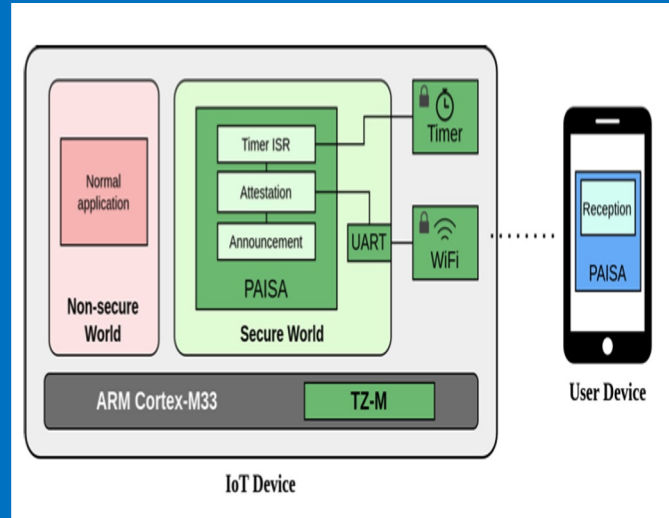 Normal
application
Non-secure
World
Timer ISR
Attestation
Announcement
PAISA
UART
Secure World
Timer
WiFi
ARM Cortex-M33
TZ-M
IoT Device
Reception
PAISA
User Device